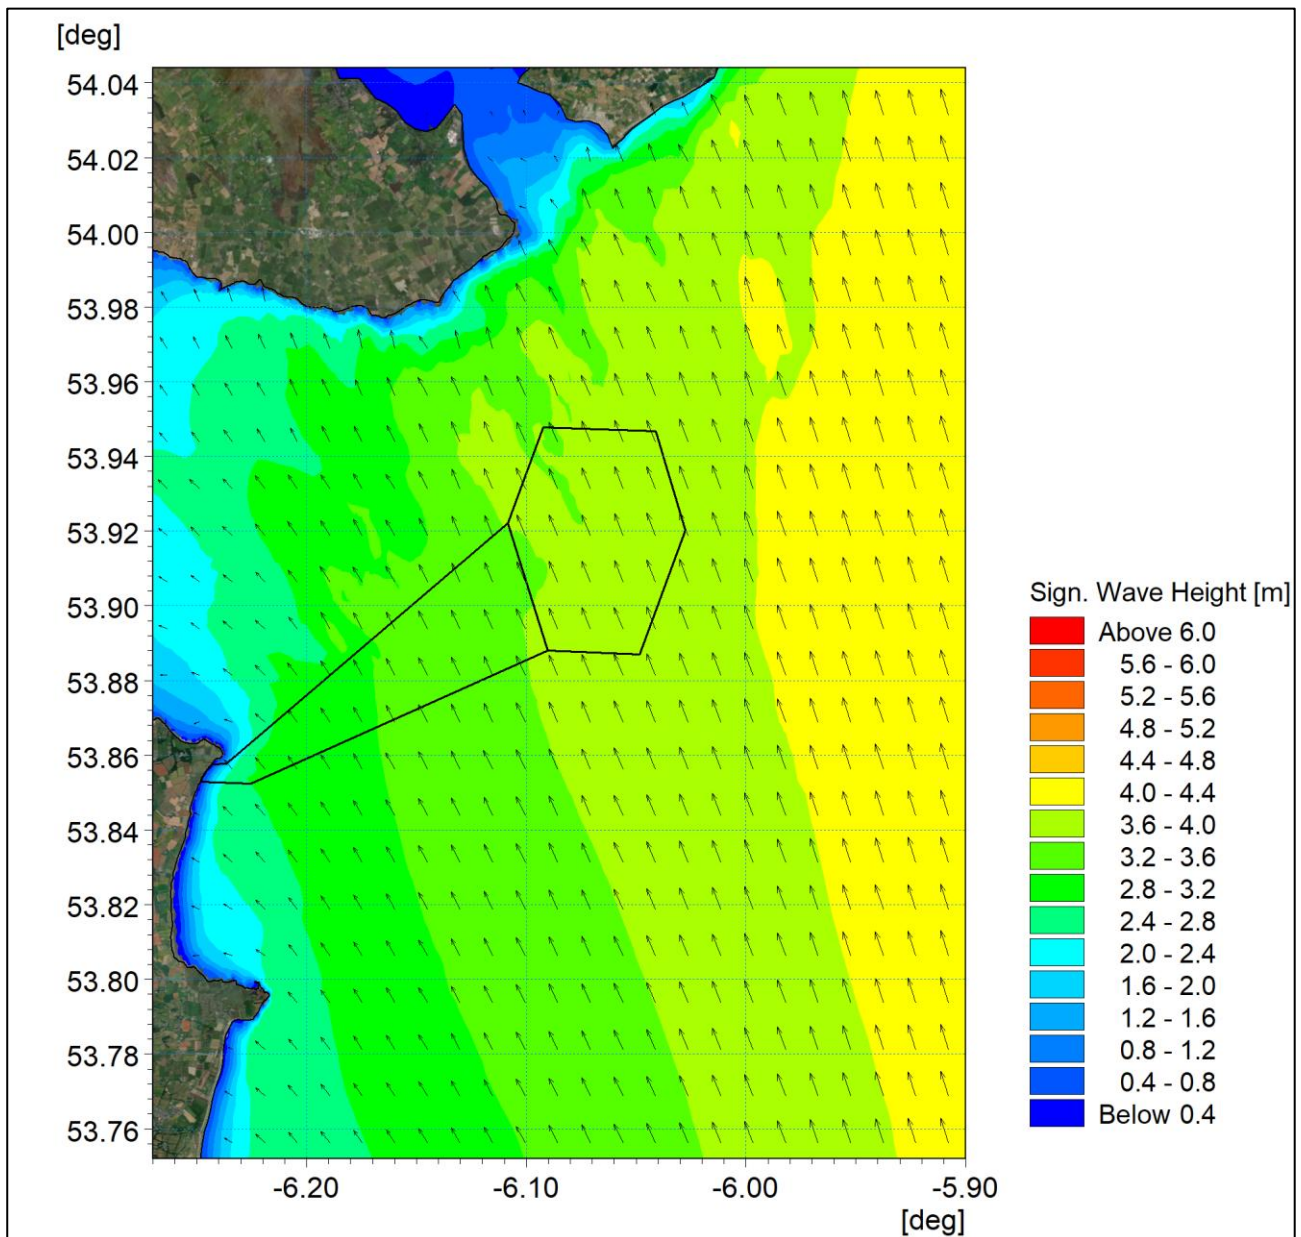 [deg]
54.04
54.02
54.00
53.98
53.96
53.94
53.92
53.90
53.88
53.86
53.84
53.82
53.80
53.78
53.76
-6.20 -6.10 -6.00 -5.90
[deg]
Sign. Wave Height [m]
Above 6.0
5.6 - 6.0
5.2 - 5.6
4.8 - 5.2
4.4 - 4.8
4.0 - 4.4
3.6 - 4.0
3.2 - 3.6
2.8 - 3.2
2.4 - 2.8
2.0 - 2.4
1.6 - 2.0
1.2 - 1.6
0.8 - 1.2
0.4 - 0.8
Below 0.4